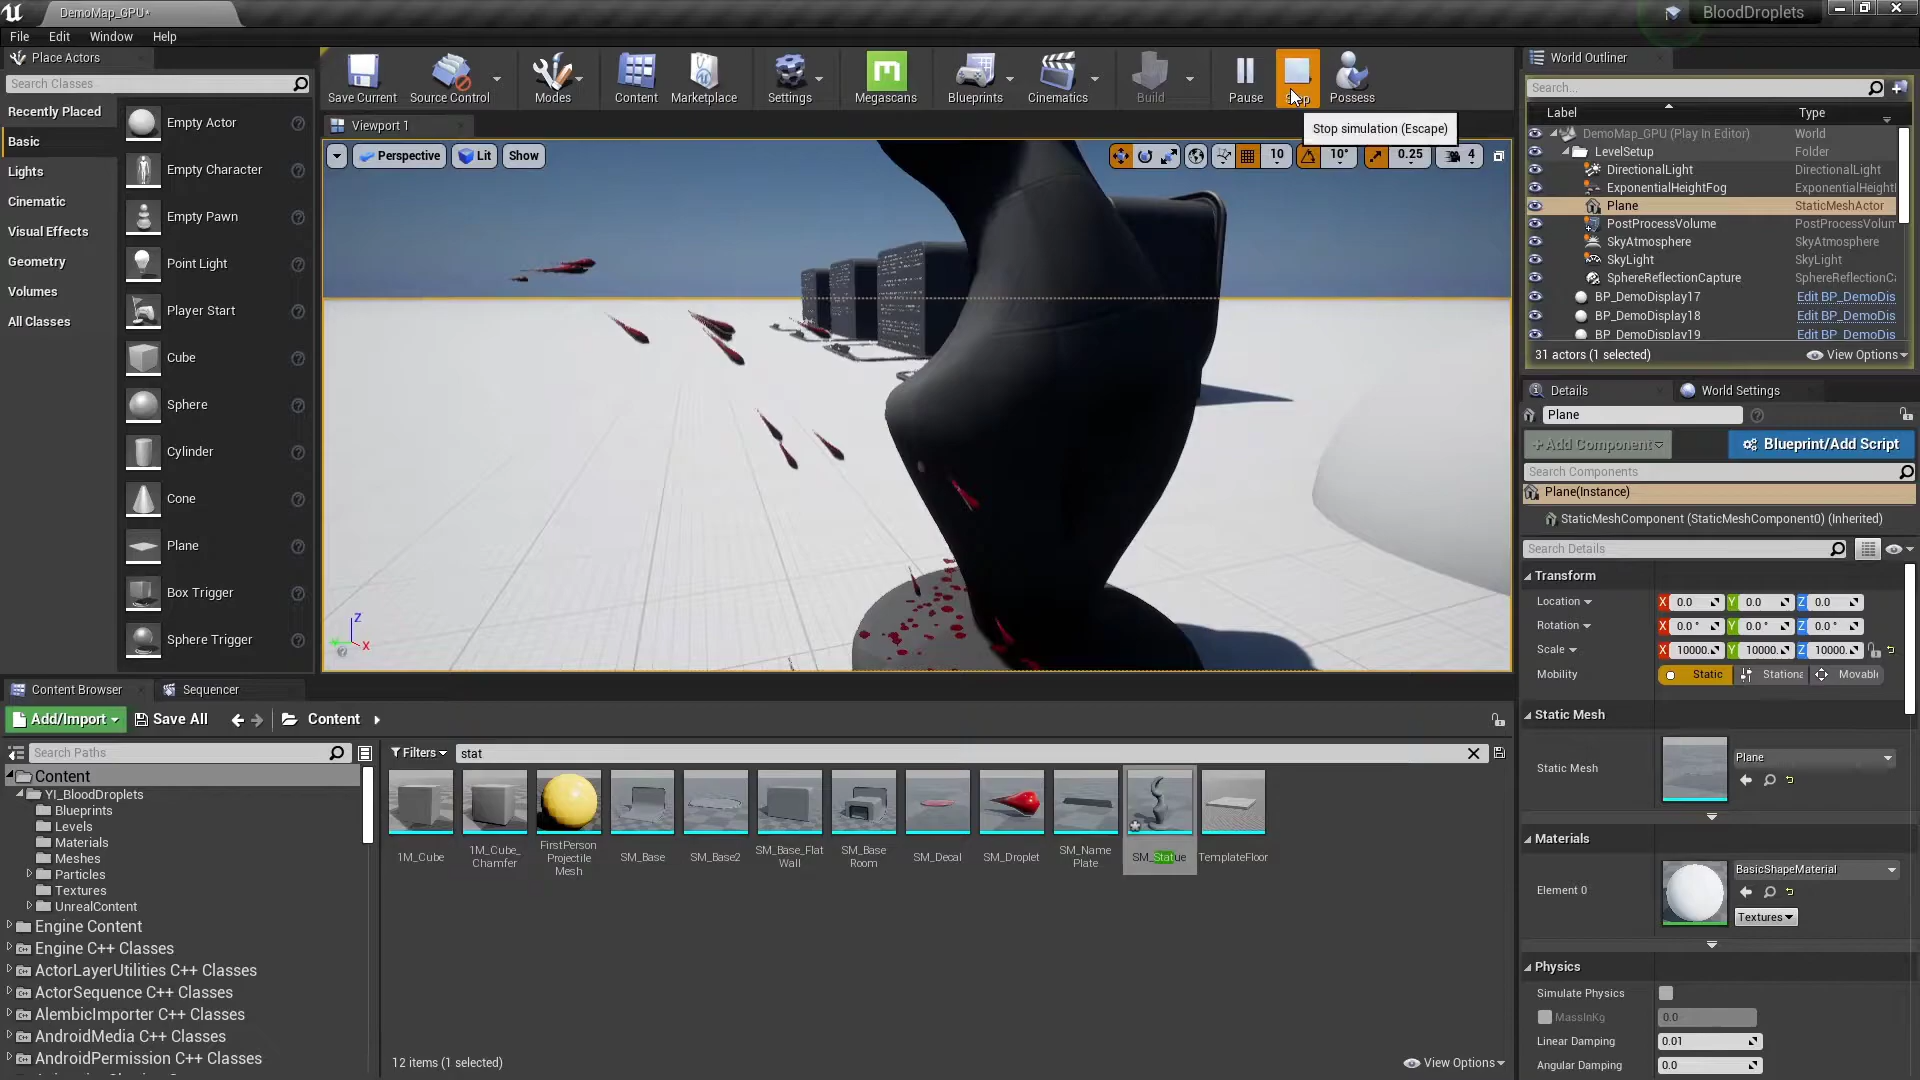 DemoMap_GPU*
BloodDroplets
File Edit Window Help
Place Actors
Search Classes
Recently Placed
Basic
Lights
Cinematic
Visual Effects
Geometry
Volumes
All Classes
Empty Actor
Empty Character
Empty Pawn
Point Light
Player Start
Cube
Sphere
Cylinder
Cone
Plane
Box Trigger
Sphere Trigger
Save Current
Source Control
Modes
Content
Marketplace
Settings
Megascans
Blueprints
Cinematics
Build
Pause
Possess
Stop simulation (Escape)
Viewport 1
Perspective Lit Show
10 10° 0.25 4
Z
X
World Outliner
Search...
Label Type
DemoMap_GPU (Play In Editor) World
LevelSetup Folder
DirectionalLight DirectionalLight
ExponentialHeightFog ExponentialHeightI
Plane StaticMeshActor
PostProcessVolume PostProcessVolum
SkyAtmosphere SkyAtmosphere
SkyLight SkyLight
SphereReflectionCapture SphereReflectionCa
BP_DemoDisplay17 Edit BP_DemoDis
BP_DemoDisplay18 Edit BP_DemoDis
BP_DemoDisplay19 Edit BP_DemoDis
31 actors (1 selected) View Options
Details World Settings
Plane
+Add Component Blueprint/Add Script
Search Components
Plane(Instance)
StaticMeshComponent (StaticMeshComponent0) (Inherited)
Search Details
Transform
Location X 0.0 Y 0.0 Z 0.0
Rotation X 0.0 ° Y 0.0 ° Z 0.0 °
Scale X 10000. Y 10000. Z 10000.
Mobility Static Stationa Movabl
Static Mesh
Static Mesh Plane
Materials
Element 0 BasicShapeMaterial
Textures
Physics
Simulate Physics
MassInKg 0.0
Linear Damping 0.01
Angular Damping 0.0
Content Browser Sequencer
Add/Import Save All Content
Search Paths
Content
YI_BloodDroplets
Blueprints
Levels
Materials
Meshes
Particles
Textures
UnrealContent
Engine Content
Engine C++ Classes
ActorLayerUtilities C++ Classes
ActorSequence C++ Classes
AlembicImporter C++ Classes
AndroidMedia C++ Classes
AndroidPermission C++ Classes
Filters stat
1M_Cube
1M_Cube_
Chamfer
FirstPerson
Projectile
Mesh
SM_Base
SM_Base2
SM_Base_Flat
Wall
SM_Base
Room
SM_Decal
SM_Droplet
SM_Name
Plate
SM_Statue
TemplateFloor
12 items (1 selected) View Options